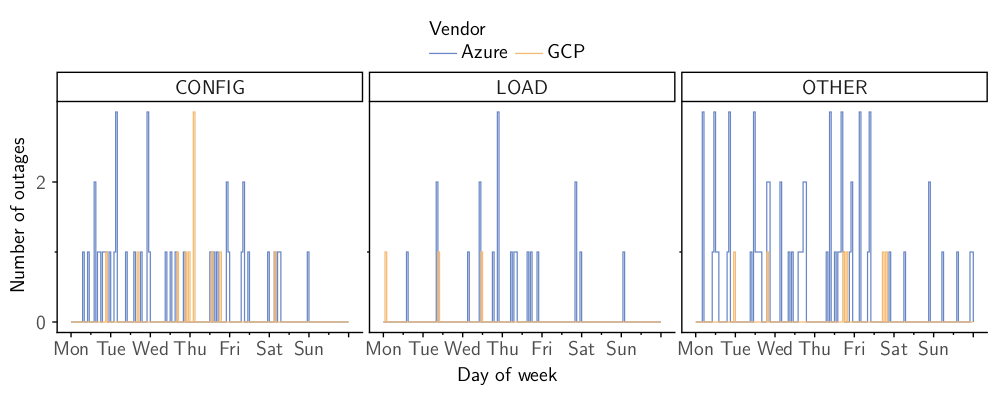 Vendor
Azure GCP
CONFIG LOAD OTHER
Number of outages
2
0
Mon Tue Wed Thu Fri Sat Sun Mon Tue Wed Thu Fri Sat Sun Mon Tue Wed Thu Fri Sat Sun
Day of week